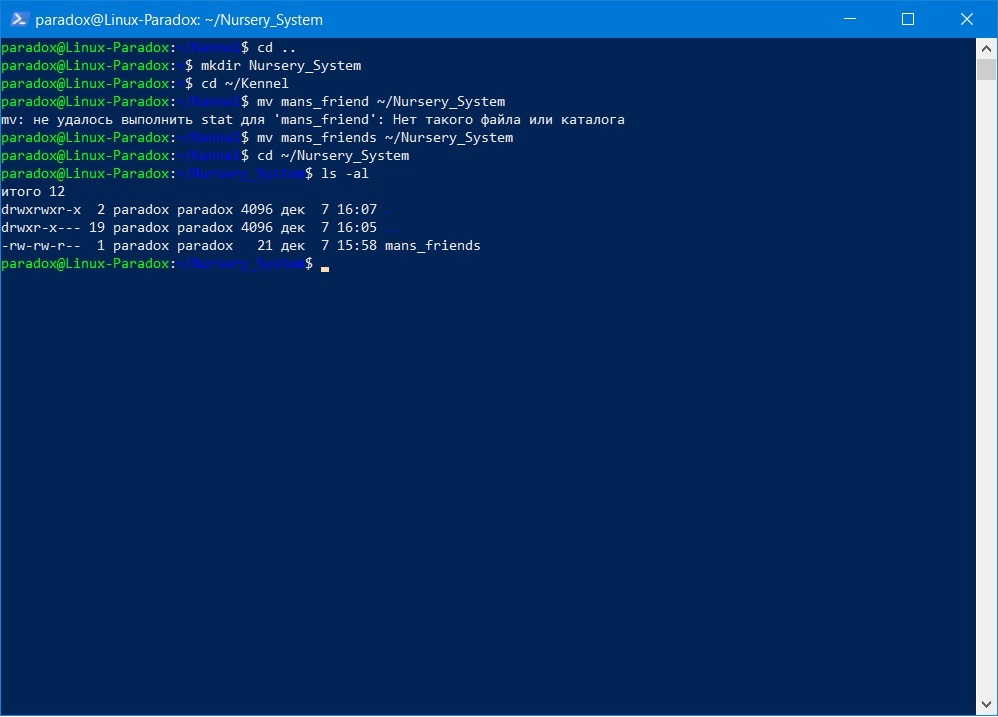 paradox@Linux-Paradox: ~/Nursery_System
paradox@Linux-Paradox:~/Kennel$ cd ..
paradox@Linux-Paradox:~$ mkdir Nursery_System
paradox@Linux-Paradox:~$ cd ~/Kennel
paradox@Linux-Paradox:~/Kennel$ mv mans_friend ~/Nursery_System
mv: не удалось выполнить stat для 'mans_friend': Нет такого файла или каталога
paradox@Linux-Paradox:~/Kennel$ mv mans_friends ~/Nursery_System
paradox@Linux-Paradox:~/Kennel$ cd ~/Nursery_System
paradox@Linux-Paradox:~/Nursery_System$ ls -al
итого 12
drwxrwxr-x  2 paradox paradox 4096 дек  7 16:07 .
drwxr-x--- 19 paradox paradox 4096 дек  7 16:05 ..
-rw-rw-r--  1 paradox paradox   21 дек  7 15:58 mans_friends
paradox@Linux-Paradox:~/Nursery_System$